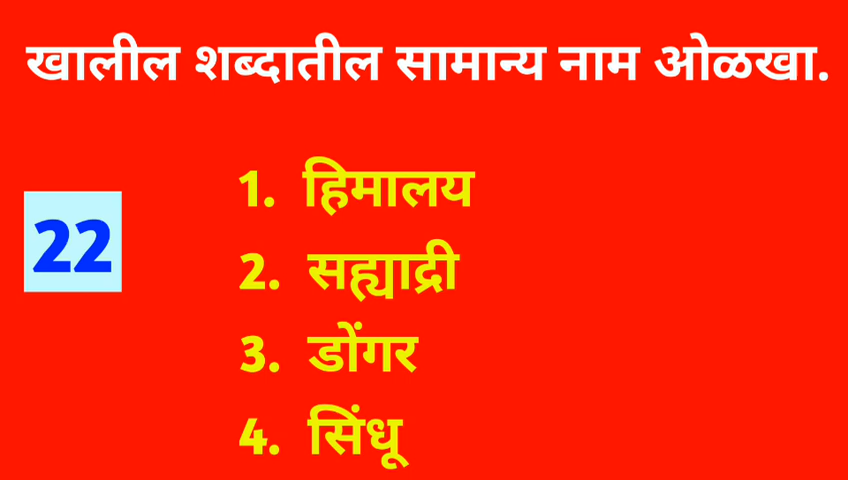 खालील शब्दातील सामान्य नाम ओळखा.
22
1. हिमालय
2. सह्याद्री
3. डोंगर
4. सिंधू